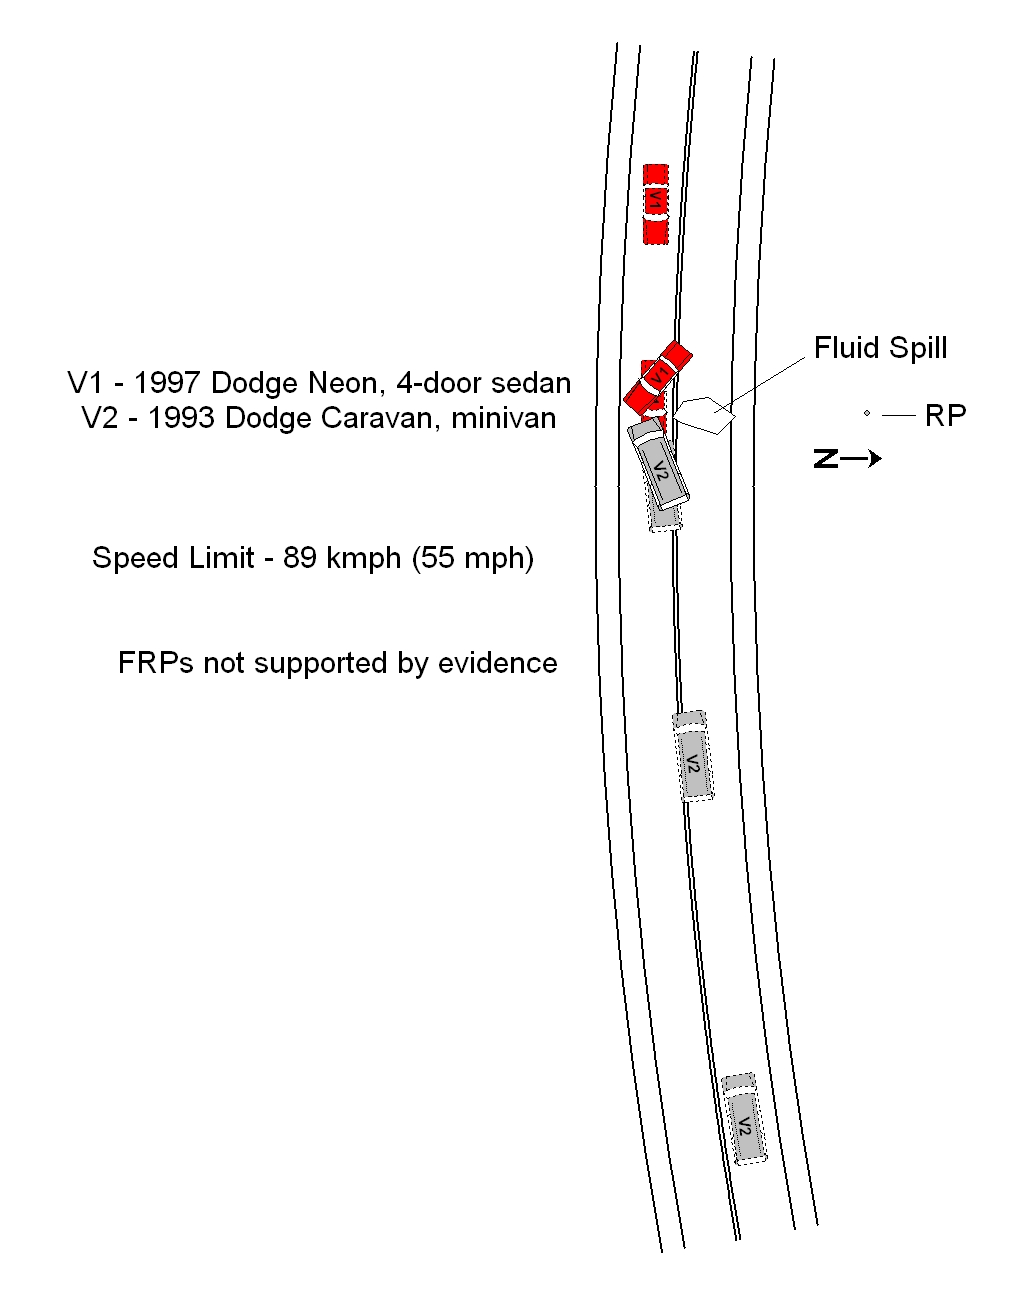 V1 - 1997 Dodge Neon, 4-door sedan
V2 - 1993 Dodge Caravan, minivan
Speed Limit - 89 kmph (55 mph)
FRPs not supported by evidence
V2
V2
V2
V1
V1
N
Fluid Spill
RP